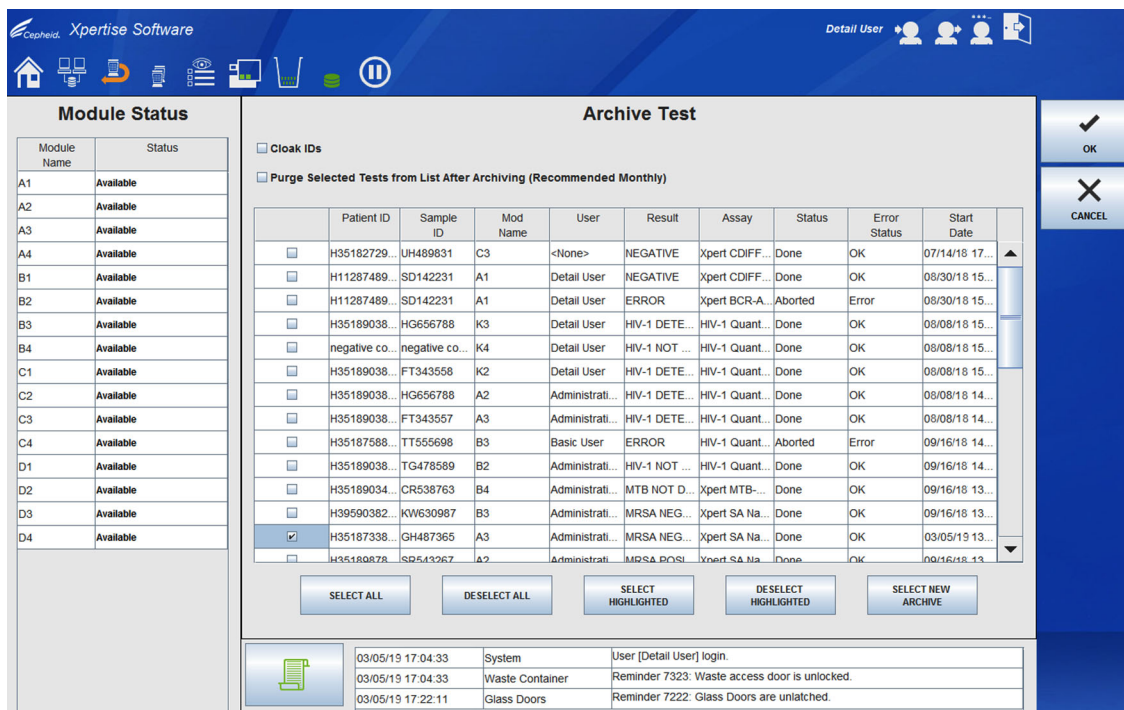 Cepheid. Xpertise Software
Detail User
Module Status
Module Name Status
A1 Available
A2 Available
A3 Available
A4 Available
B1 Available
B2 Available
B3 Available
B4 Available
C1 Available
C2 Available
C3 Available
C4 Available
D1 Available
D2 Available
D3 Available
D4 Available
Archive Test
Cloak IDs
Purge Selected Tests from List After Archiving (Recommended Monthly)
Patient ID Sample ID Mod Name User Result Assay Status Error Status Start Date
H35182729... UH489831 C3 <None> NEGATIVE Xpert CDIFF... Done OK 07/14/18 17...
H11287489... SD142231 A1 Detail User NEGATIVE Xpert CDIFF... Done OK 08/30/18 15...
H11287489... SD142231 A1 Detail User ERROR Xpert BCR-A... Aborted Error 08/30/18 15...
H35189038... HG656788 K3 Detail User HIV-1 DETE... HIV-1 Quant... Done OK 08/08/18 15...
negative co... negative co... K4 Detail User HIV-1 NOT ... HIV-1 Quant... Done OK 08/08/18 15...
H35189038... FT343558 K2 Detail User HIV-1 DETE... HIV-1 Quant... Done OK 08/08/18 15...
H35189038... HG656788 A2 Administrati... HIV-1 DETE... HIV-1 Quant... Done OK 08/08/18 14...
H35189038... FT343557 A3 Administrati... HIV-1 DETE... HIV-1 Quant... Done OK 08/08/18 14...
H35187588... TT555698 B3 Basic User ERROR HIV-1 Quant... Aborted Error 09/16/18 14...
H35189038... TG478589 B2 Administrati... HIV-1 NOT ... HIV-1 Quant... Done OK 09/16/18 14...
H35189034... CR538763 B4 Administrati... MTB NOT D... Xpert MTB-... Done OK 09/16/18 13...
H39590382... KW630987 B3 Administrati... MRSA NEG... Xpert SA Na... Done OK 09/16/18 13...
H35187338... GH487365 A3 Administrati... MRSA NEG... Xpert SA Na... Done OK 03/05/19 13...
H35189878... SR543267 A2 Administrati... MRSA POSI... Xpert SA Na... Done OK 09/16/18 13...
SELECT ALL
DESELECT ALL
SELECT HIGHLIGHTED
DESELECT HIGHLIGHTED
SELECT NEW ARCHIVE
03/05/19 17:04:33 System User [Detail User] login.
03/05/19 17:04:33 Waste Container Reminder 7323: Waste access door is unlocked.
03/05/19 17:22:11 Glass Doors Reminder 7222: Glass Doors are unlatched.
OK
CANCEL